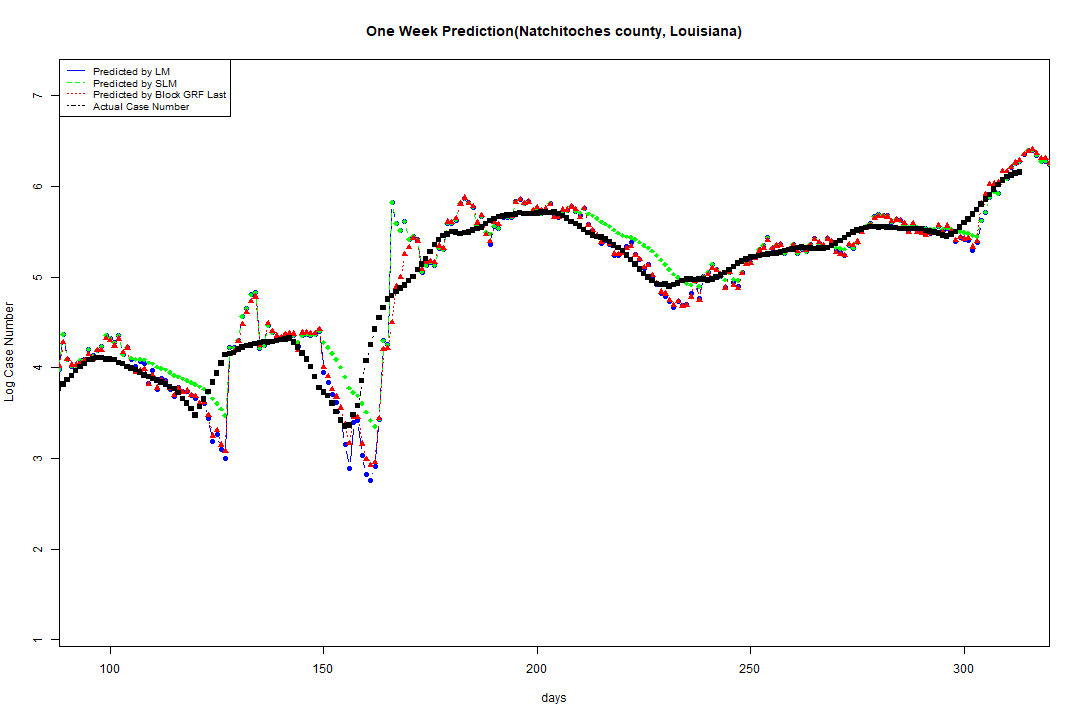 One Week Prediction(Natchitoches county, Louisiana)
Predicted by LM
Predicted by SLM
Predicted by Block GRF Last
Actual Case Number
7
6
5
4
3
2
1
Log Case Number
100 150 200 250 300
days